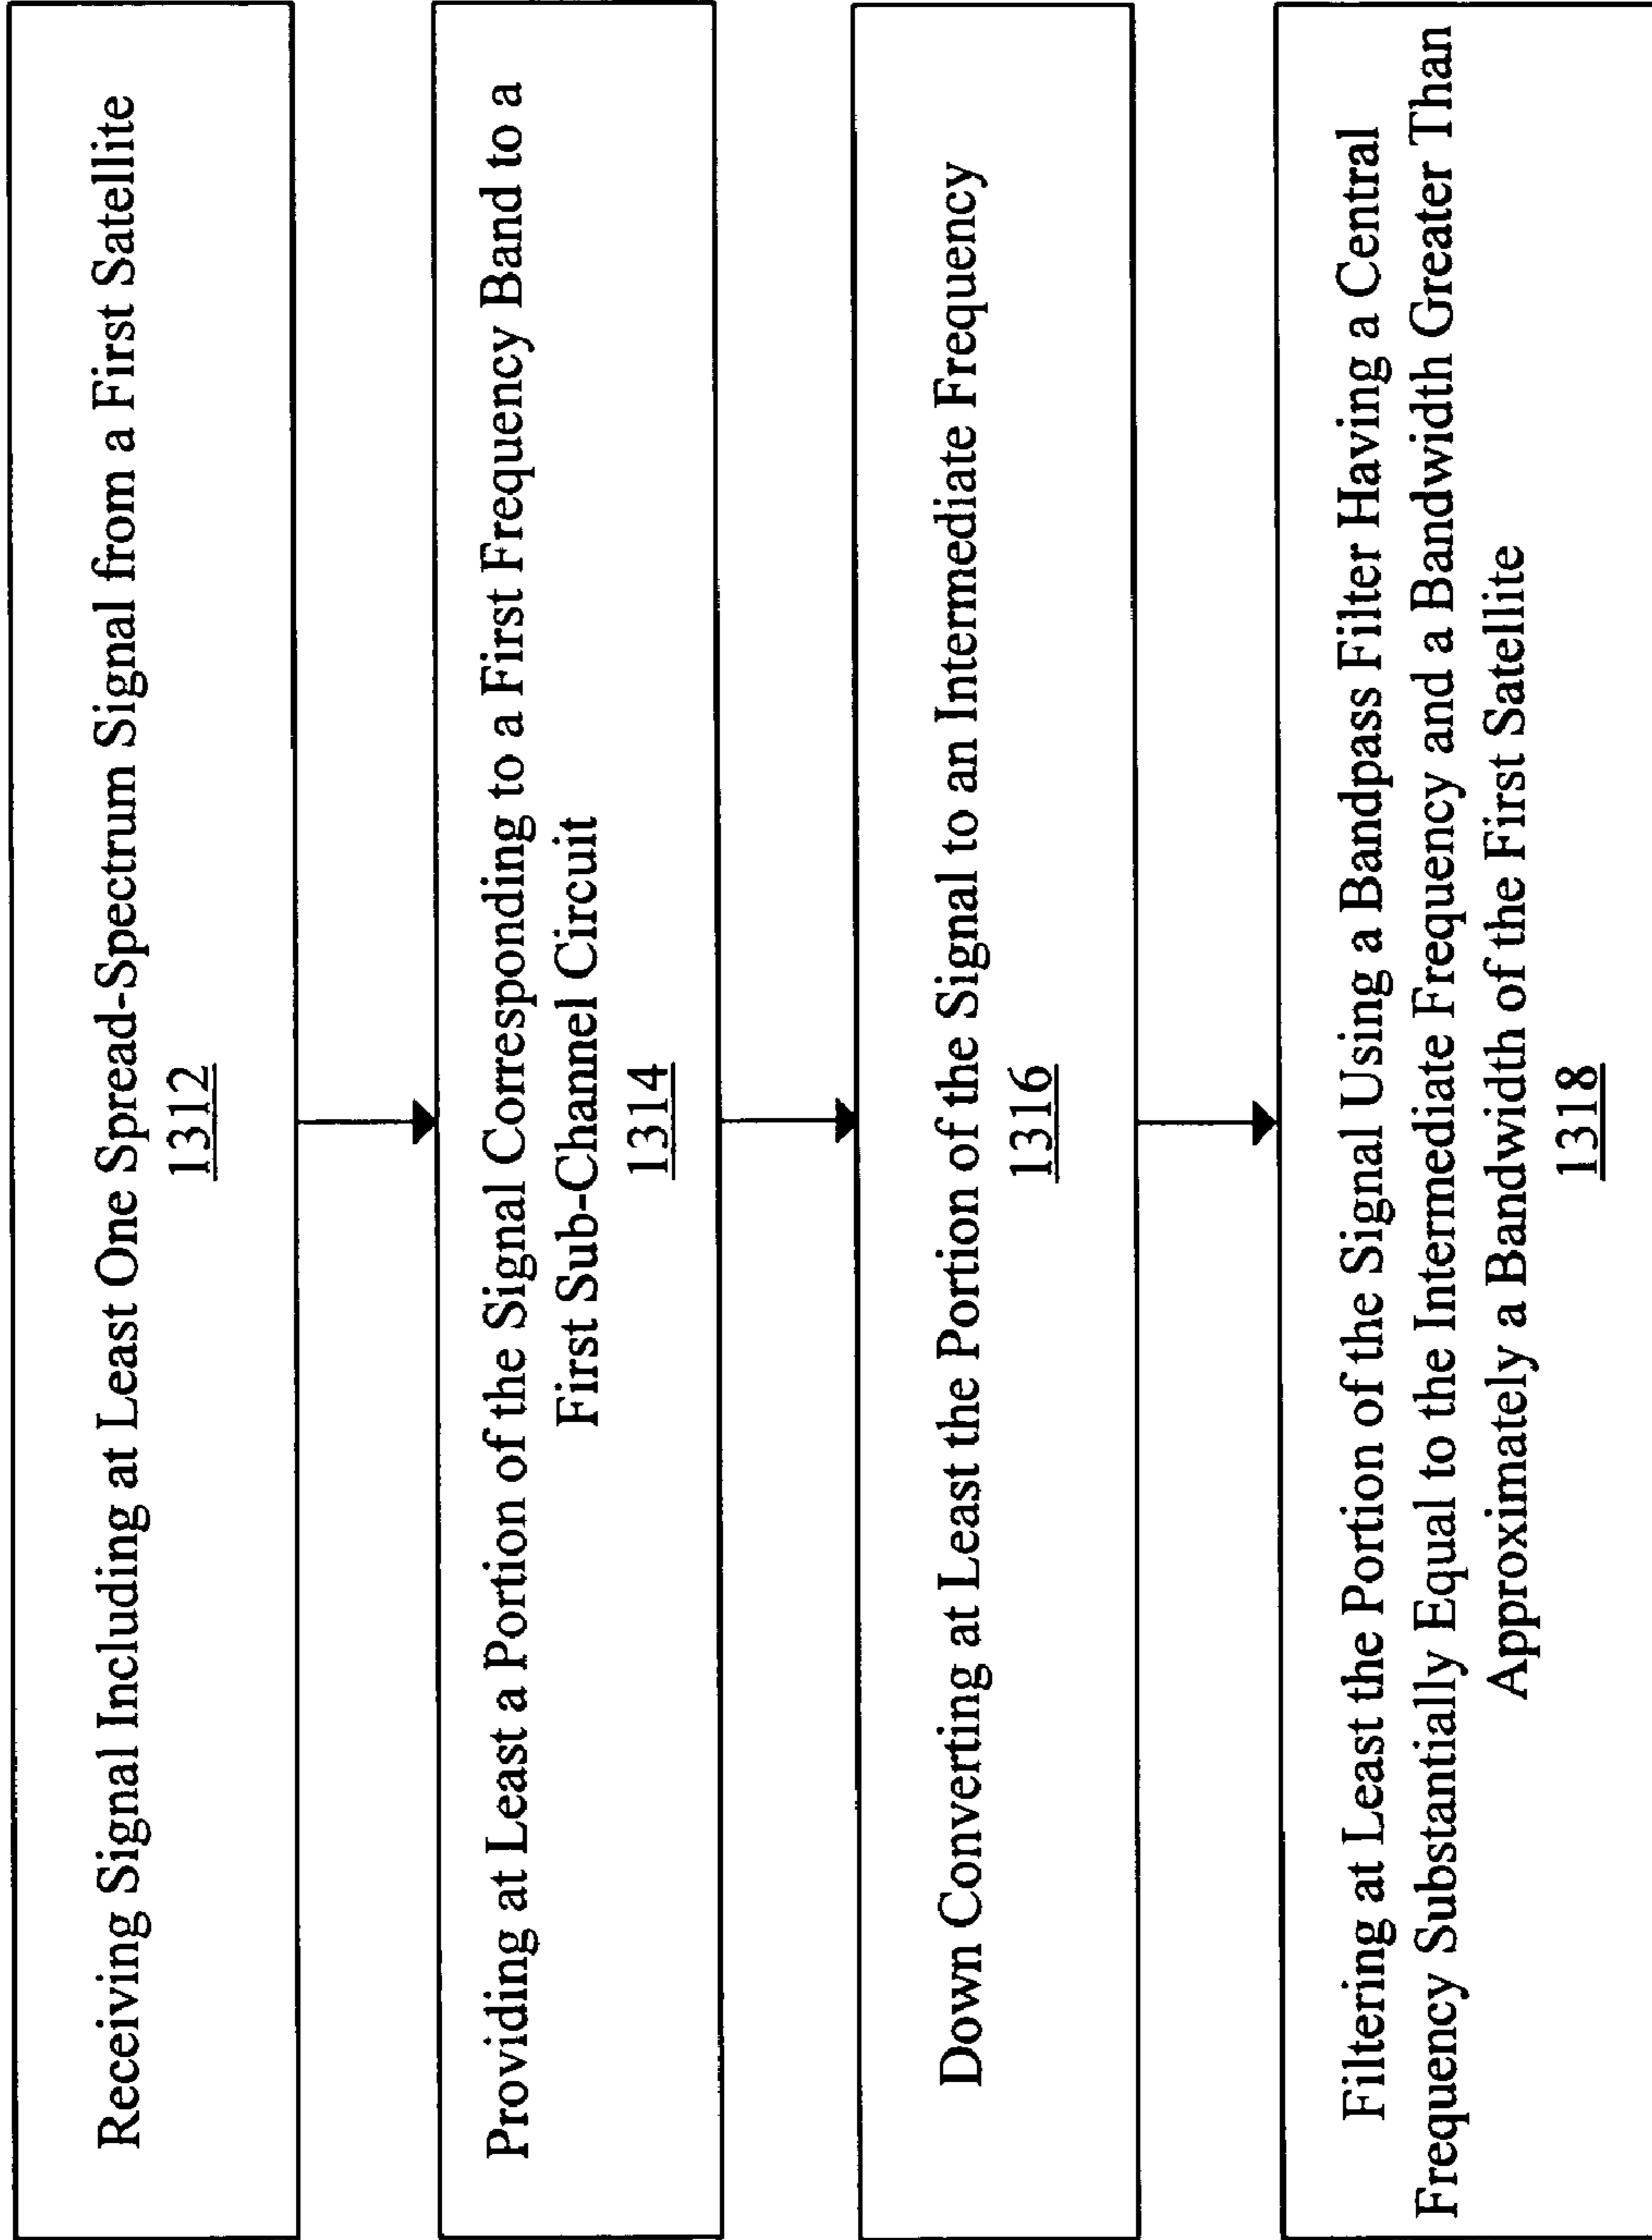 Receiving Signal Including at Least One Spread-Spectrum Signal from a First Satellite
1312
Providing at Least a Portion of the Signal Corresponding to a First Frequency Band to a
First Sub-Channel Circuit
1314
Down Converting at Least the Portion of the Signal to an Intermediate Frequency
1316
Filtering at Least the Portion of the Signal Using a Bandpass Filter Having a Central
Frequency Substantially Equal to the Intermediate Frequency and a Bandwidth Greater Than
Approximately a Bandwidth of the First Satellite
1318